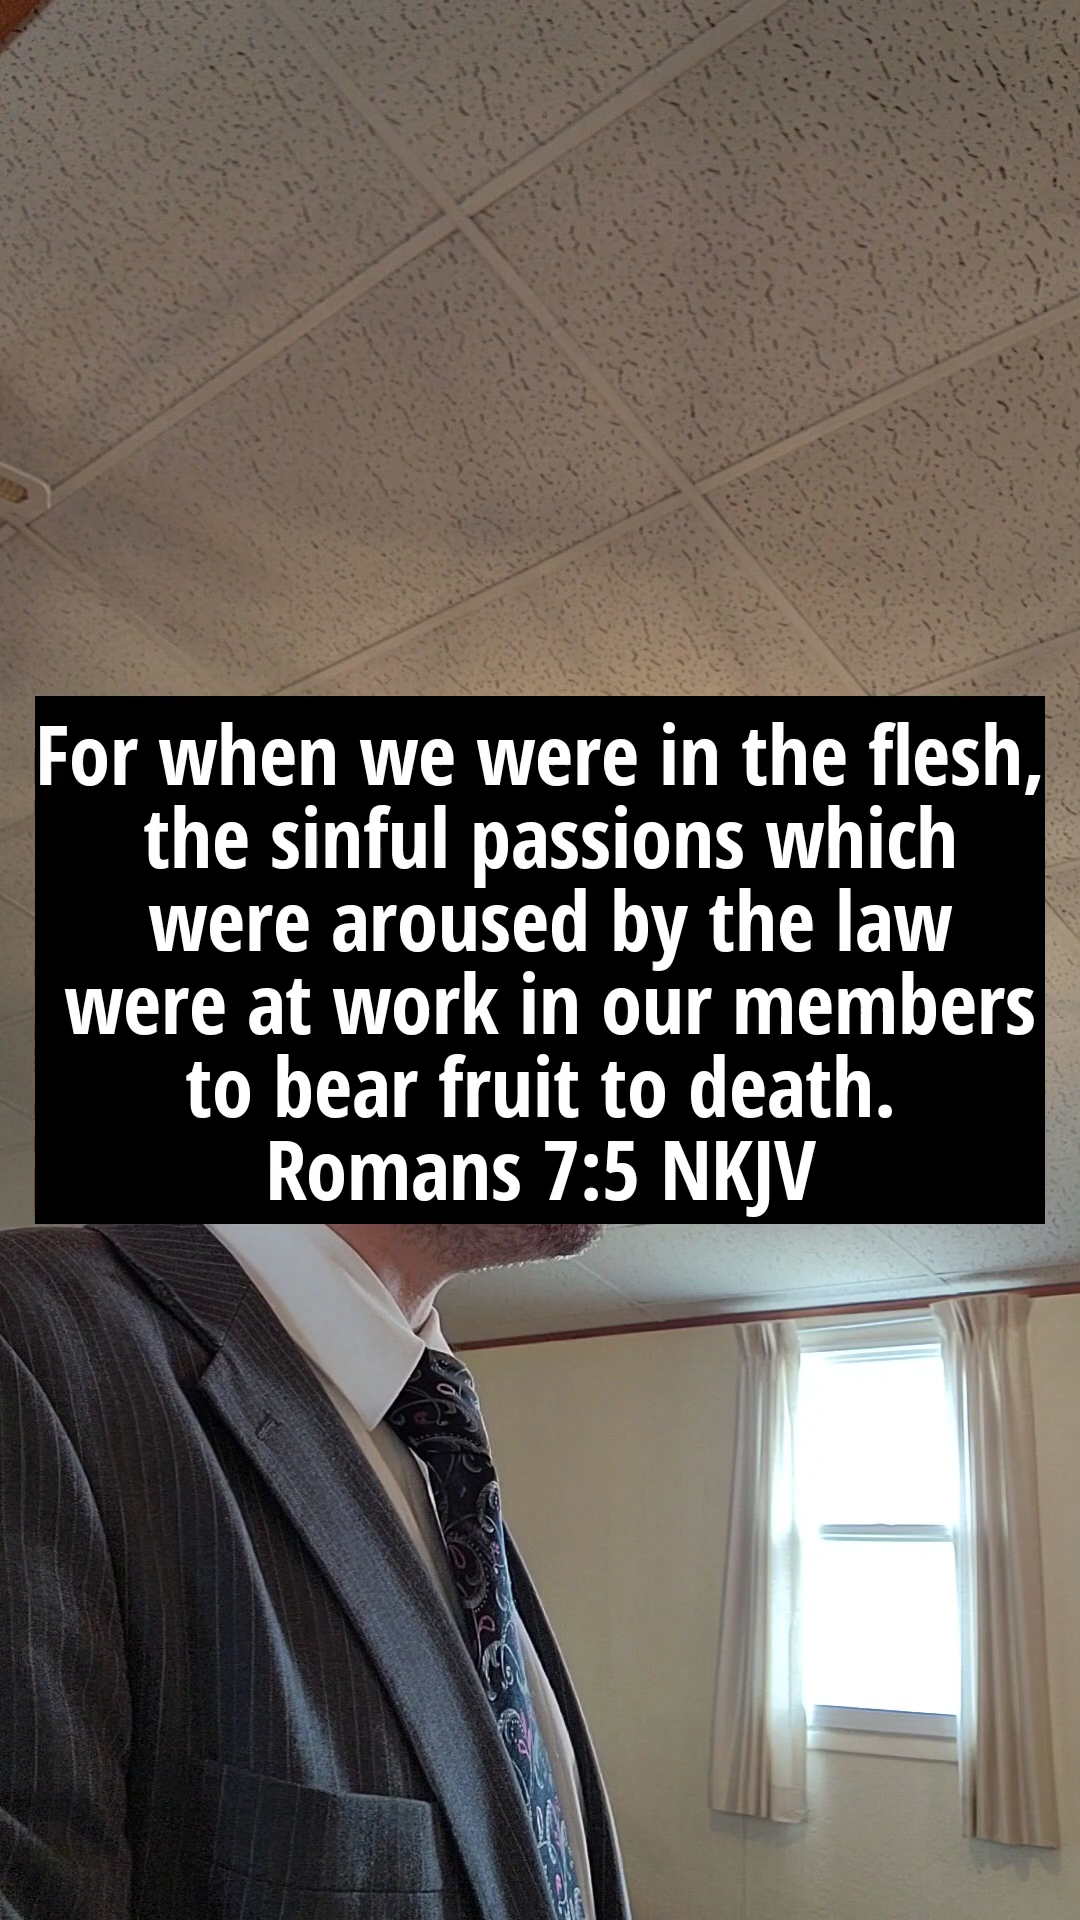 For when we were in the flesh,
the sinful passions which
were aroused by the law
were at work in our members
to bear fruit to death.
Romans 7:5 NKJV